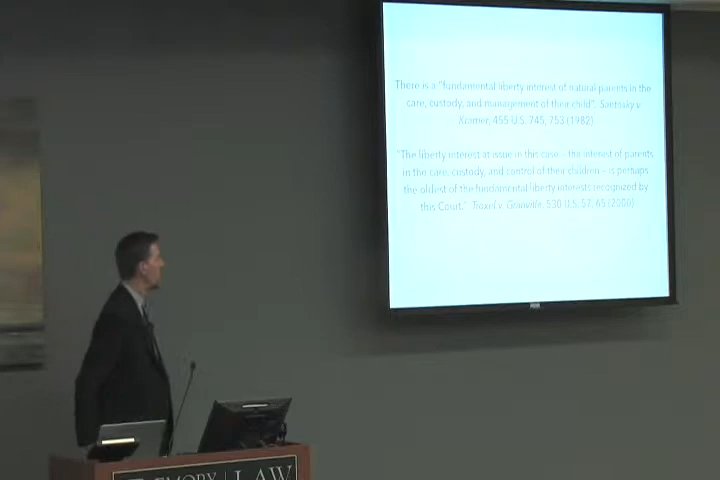 There is a "fundamental liberty interest of natural parents in the
care, custody, and management of their child". Santosky v.
Kramer, 455 U.S. 745, 753 (1982)
"The liberty interest at issue in this case – the interest of parents
in the care, custody, and control of their children – is perhaps
the oldest of the fundamental liberty interests recognized by
this Court." Troxel v. Granville, 530 U.S. 57, 65 (2000)
EMORY | LAW